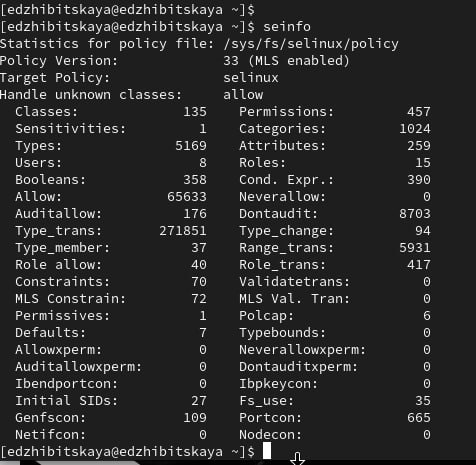 [edzhibitskaya@edzhibitskaya ~]$
[edzhibitskaya@edzhibitskaya ~]$ seinfo
Statistics for policy file: /sys/fs/selinux/policy
Policy Version:             33 (MLS enabled)
Target Policy:              selinux
Handle unknown classes:     allow
  Classes:             135    Permissions:         457
  Sensitivities:         1    Categories:         1024
  Types:              5169    Attributes:          259
  Users:                 8    Roles:                15
  Booleans:            358    Cond. Expr.:         390
  Allow:             65633    Neverallow:            0
  Auditallow:          176    Dontaudit:          8703
  Type_trans:       271851    Type_change:          94
  Type_member:          37    Range_trans:        5931
  Role allow:           40    Role_trans:          417
  Constraints:          70    Validatetrans:         0
  MLS Constrain:        72    MLS Val. Tran:         0
  Permissives:           1    Polcap:                6
  Defaults:              7    Typebounds:            0
  Allowxperm:            0    Neverallowxperm:       0
  Auditallowxperm:       0    Dontauditxperm:        0
  Ibendportcon:          0    Ibpkeycon:             0
  Initial SIDs:         27    Fs_use:               35
  Genfscon:            109    Portcon:             665
  Netifcon:              0    Nodecon:               0
[edzhibitskaya@edzhibitskaya ~]$